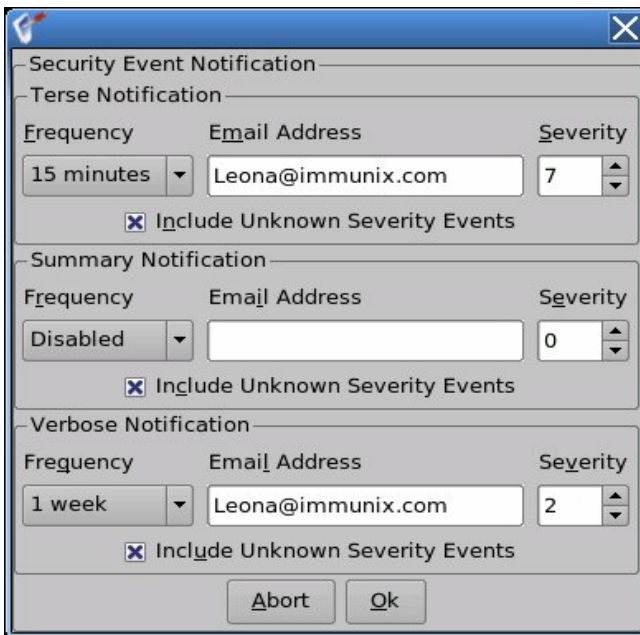 Security Event Notification
Terse Notification
Frequency Email Address Severity
15 minutes Leona@immunix.com 7
Include Unknown Severity Events
Summary Notification
Frequency Email Address Severity
Disabled 0
Include Unknown Severity Events
Verbose Notification
Frequency Email Address Severity
1 week Leona@immunix.com 2
Include Unknown Severity Events
Abort Ok